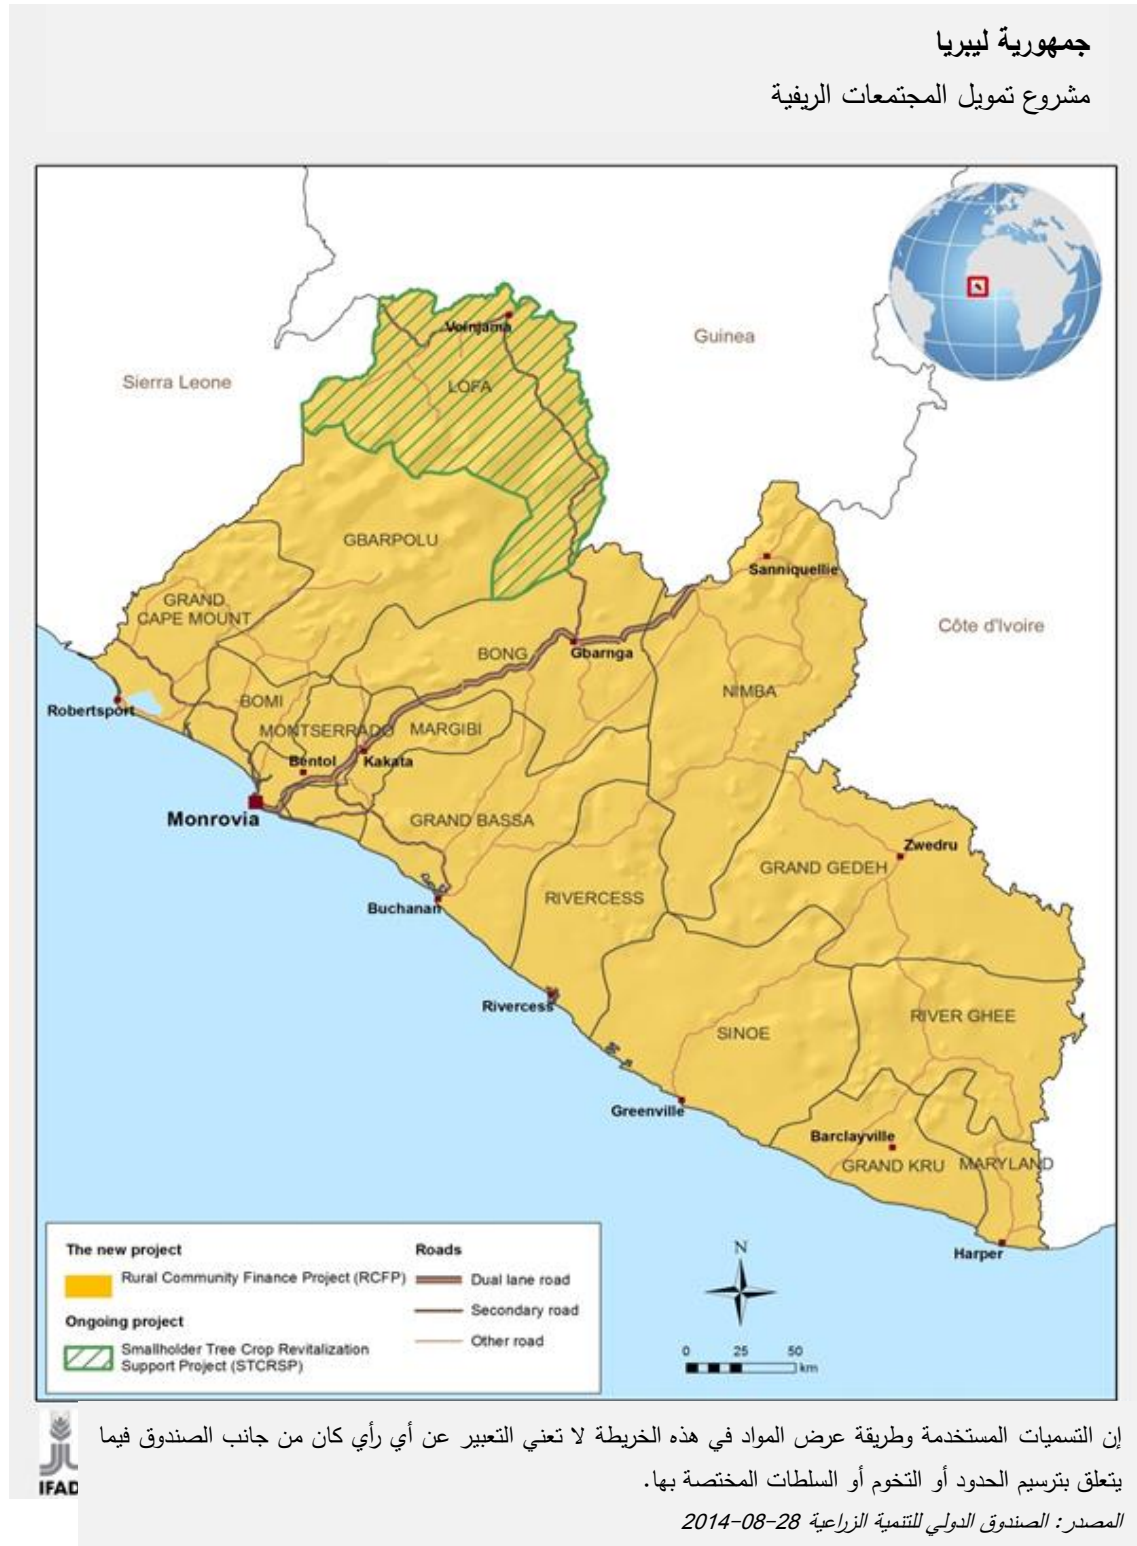 جمهورية ليبريا
مشروع تمويل المجتمعات الريفية
Guinea
Voinjama
Sierra Leone
LOFA
GBARPOLU
Sanniquellie
GRAND
CAPE MOUNT
Côte d'Ivoire
BONG
Gbarnga
NIMBA
BOMI
Robertsport
MONTSERRADO
MARGIBI
Bentol
Kakata
Monrovia
GRAND BASSA
Zwedru
GRAND GEDEH
RIVERCESS
Buchanan
Rivercess
RIVER GHEE
SINOE
Greenville
Barclayville
GRAND KRU
MARYLAND
Harper
The new project
Rural Community Finance Project (RCFP)
Ongoing project
Smallholder Tree Crop Revitalization
Support Project (STCRSP)
Roads
Dual lane road
Secondary road
Other road
N
0 25 50
km
IFAD
إن التسميات المستخدمة وطريقة عرض المواد في هذه الخريطة لا تعني التعبير عن أي رأي كان من جانب الصندوق فيما
يتعلق بترسيم الحدود أو التخوم أو السلطات المختصة بها.
المصدر: الصندوق الدولي للتنمية الزراعية 28-08-2014